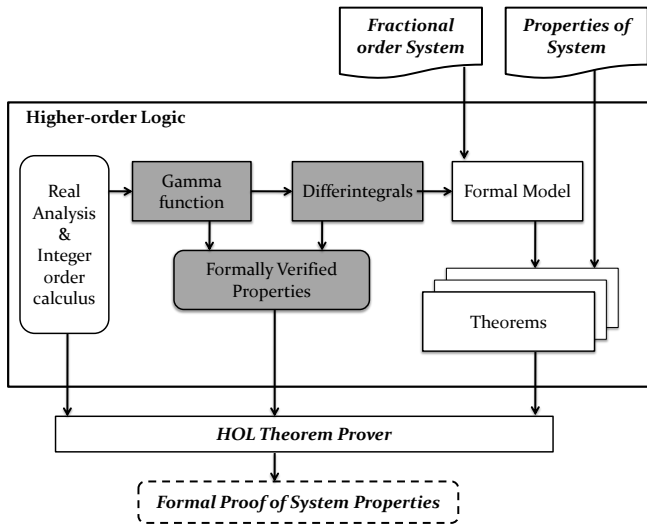 Fractional
order System
Properties of
System
Higher-order Logic
Real
Analysis
&
Integer
order
calculus
Gamma
function
Differintegrals
Formal Model
Formally Verified
Properties
Theorems
HOL Theorem Prover
Formal Proof of System Properties